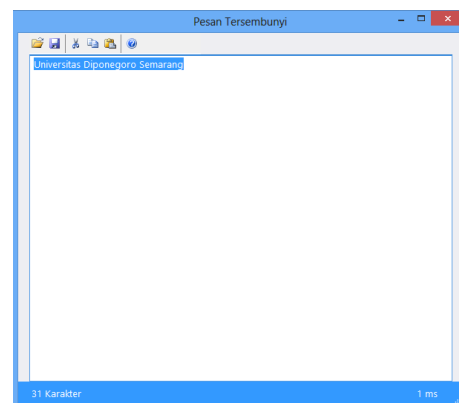 Pesan Tersembunyi
Universitas Diponegoro Semarang
31 Karakter
1 ms